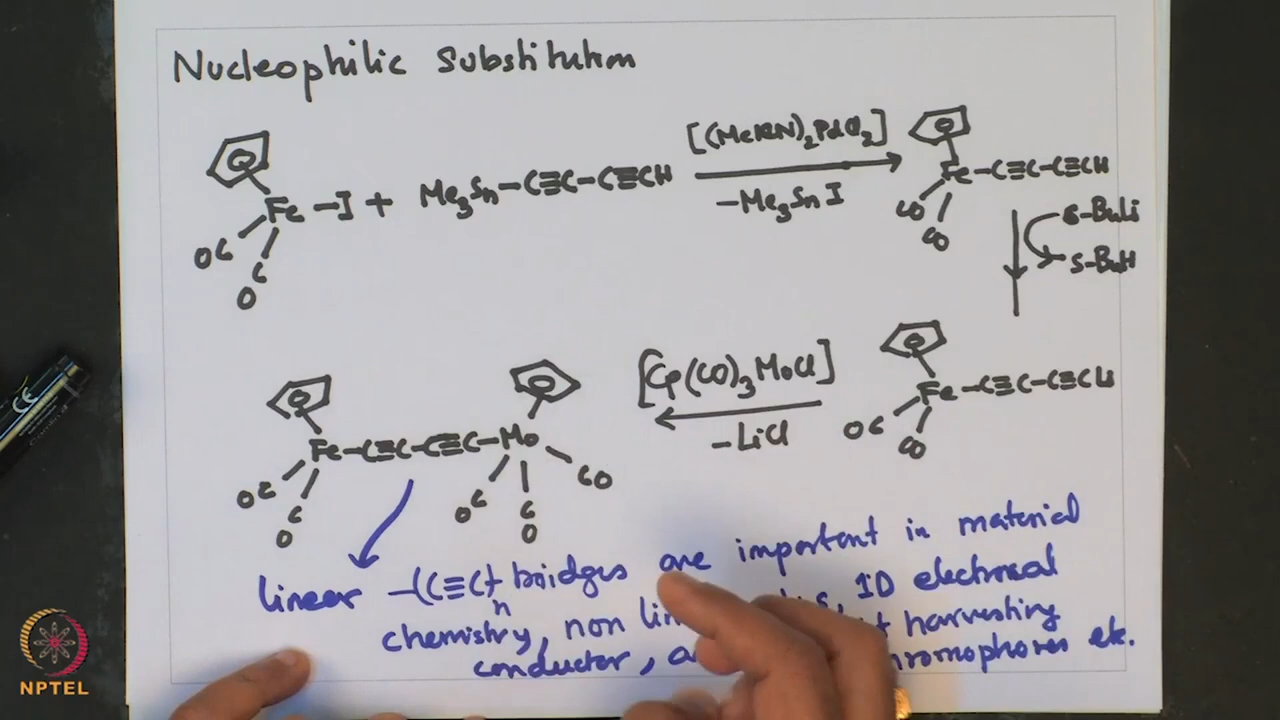 Nucleophilic Substitution
Fe-I + Me3Sn-C≡C-C≡CH
OC
C
O
[(MeCN)2PdCl2]
-Me3SnI
Fe-C≡C-C≡CH
CO
CO
s-BuLi
s-BuH
Fe-C≡C-C≡CLi
OC
CO
[Cp(CO)3MoCl]
-LiCl
Fe-C≡C-C≡C-Mo
OC
C
O
OC
C
O
CO
linear -(C≡C)n bridges are important in material
chemistry, non 1D electrical
conductor, harvesting
chromophores etc.
NPTEL